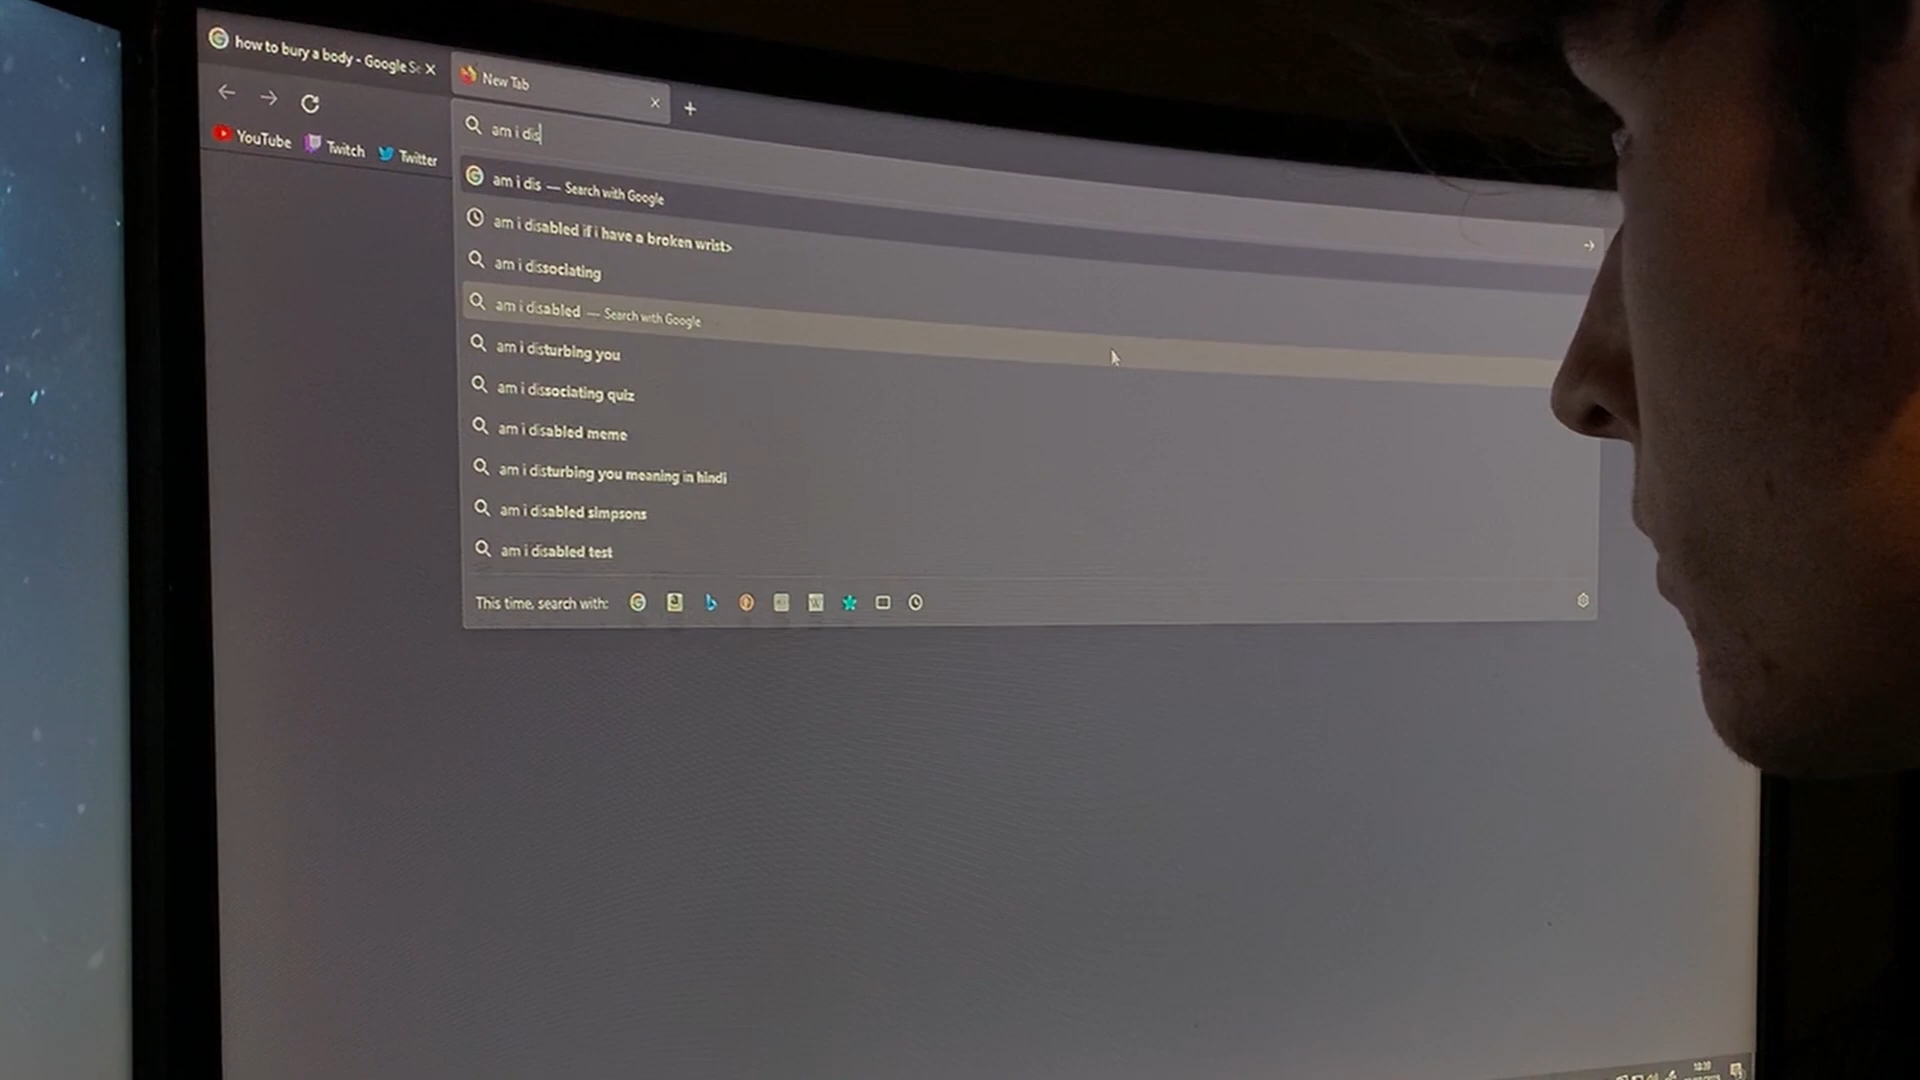 how to bury a body - Google Se
New Tab
am i dis
YouTube
Twitch
Twitter
am i dis — Search with Google
am i disabled if i have a broken wrist>
am i dissociating
am i disabled — Search with Google
am i disturbing you
am i dissociating quiz
am i disabled meme
am i disturbing you meaning in hindi
am i disabled simpsons
am i disabled test
This time, search with: